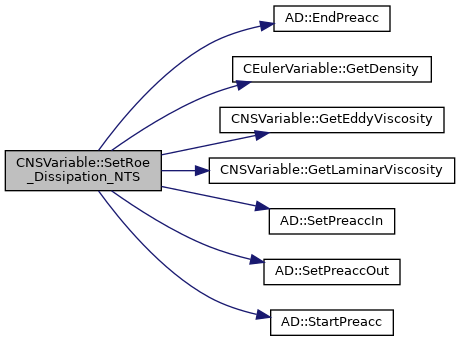 AD::EndPreacc
CEulerVariable::GetDensity
CNSVariable::GetEddyViscosity
CNSVariable::SetRoe
_Dissipation_NTS
CNSVariable::GetLaminarViscosity
AD::SetPreaccIn
AD::SetPreaccOut
AD::StartPreacc